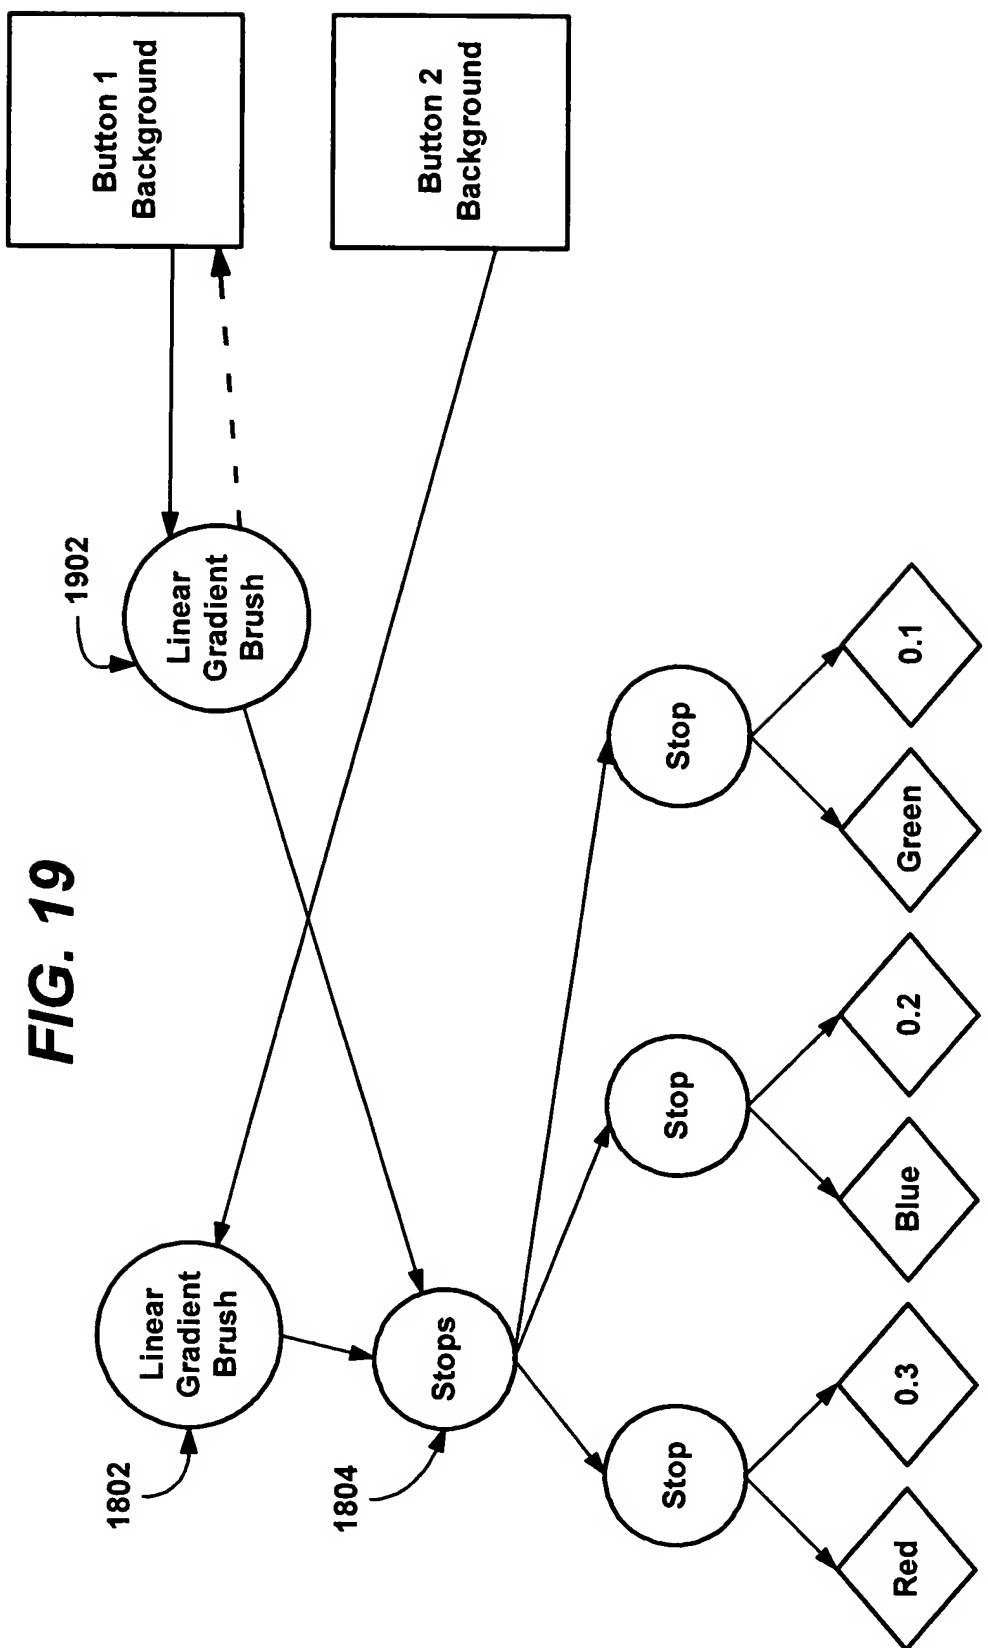 FIG. 19
1802
Linear
Gradient
Brush
1902
Linear
Gradient
Brush
Button 1
Background
Button 2
Background
1804
Stops
Stop
Stop
Stop
Red
0.3
Blue
0.2
Green
0.1